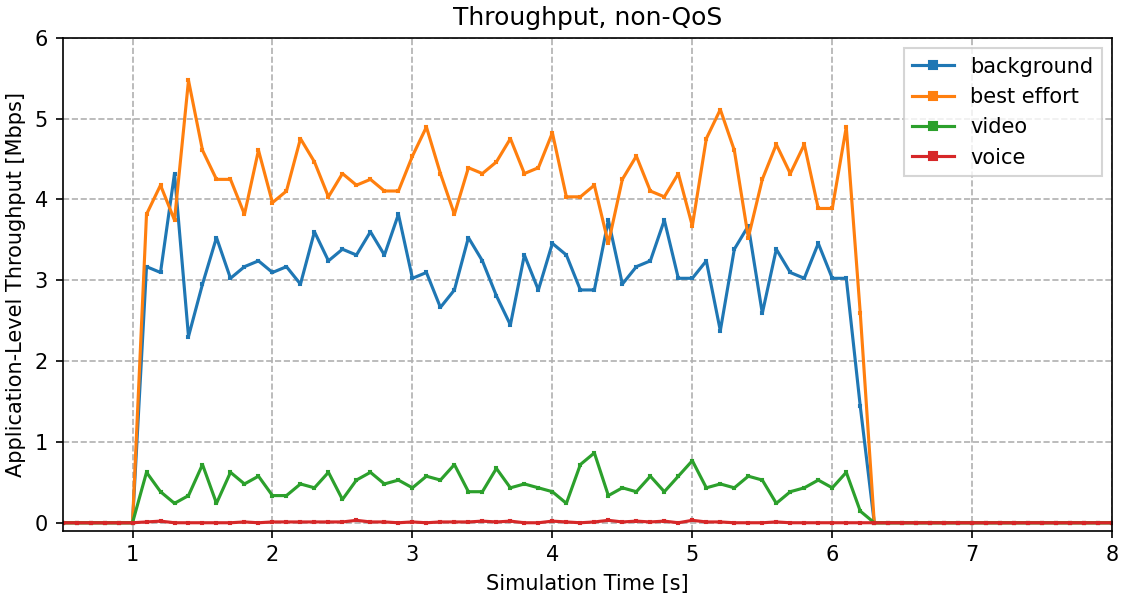 Throughput, non-QoS
Application-Level Throughput [Mbps]
6
5
4
3
2
1
0
background
best effort
video
voice
1
2
3
4
5
6
7
8
Simulation Time [s]